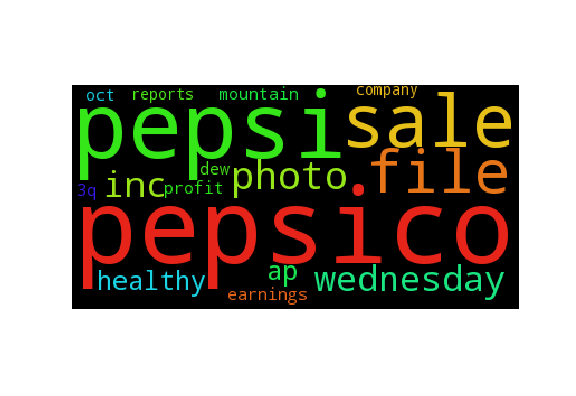 oct reports mountain company
pepsi sale
dew photo file
3q inc profit
pepsico
healthy ap wednesday
earnings